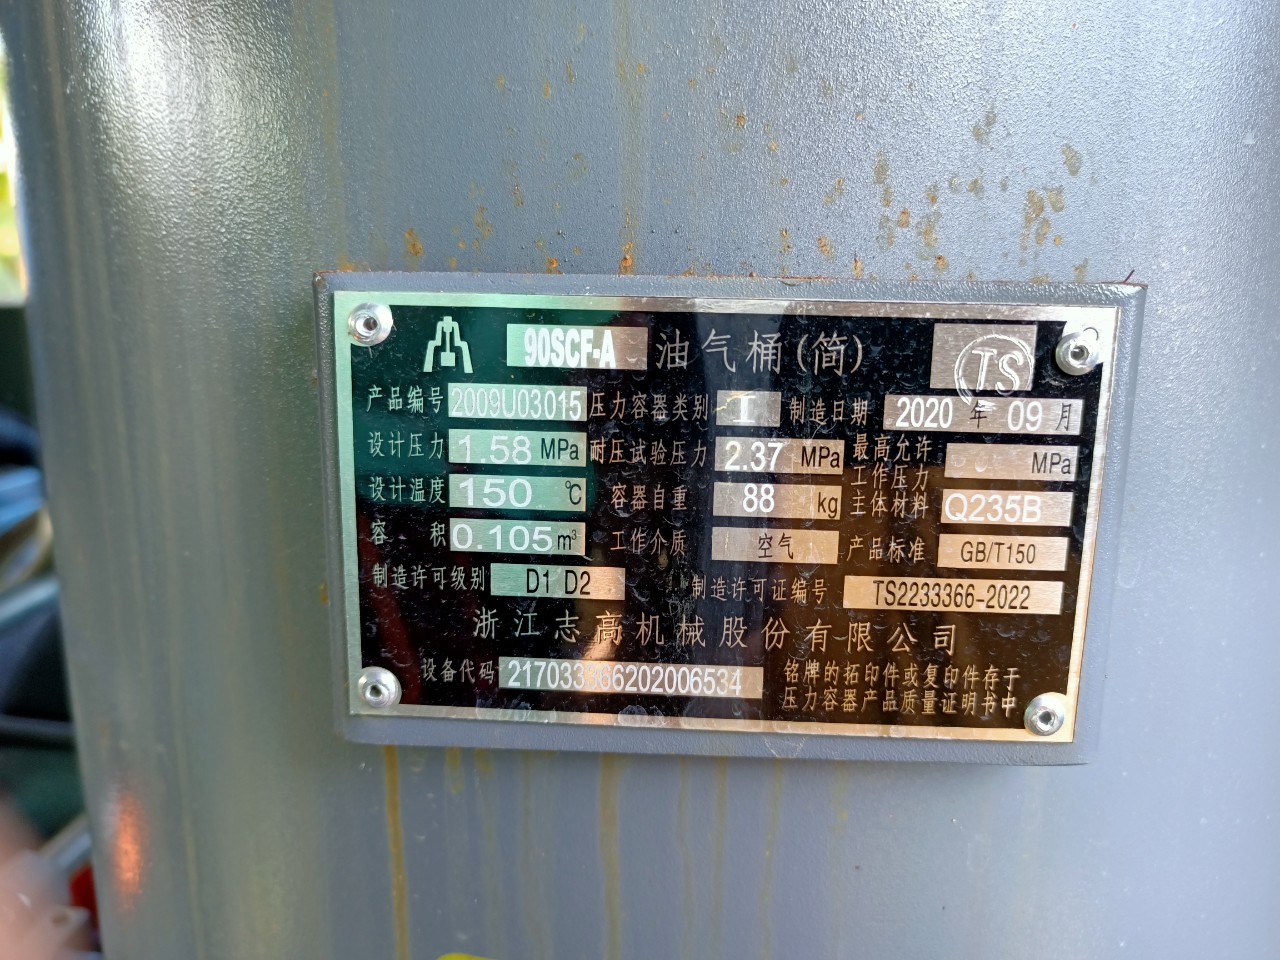 90SCF-A 油气桶(简) TS
产品编号 2009U03015 压力容器类别 I 制造日期 2020 年 09 月
设计压力 1.58 MPa 耐压试验压力 2.37 MPa 最高允许工作压力 MPa
设计温度 150 ℃ 容器自重 88 kg 主体材料 Q235B
容 积 0.105 m³ 工作介质 空气 产品标准 GB/T150
制造许可级别 D1 D2 制造许可证编号 TS2233366-2022
浙江志高机械股份有限公司
设备代码 217033366202006534 铭牌的拓印件或复印件存于
压力容器产品质量证明书中